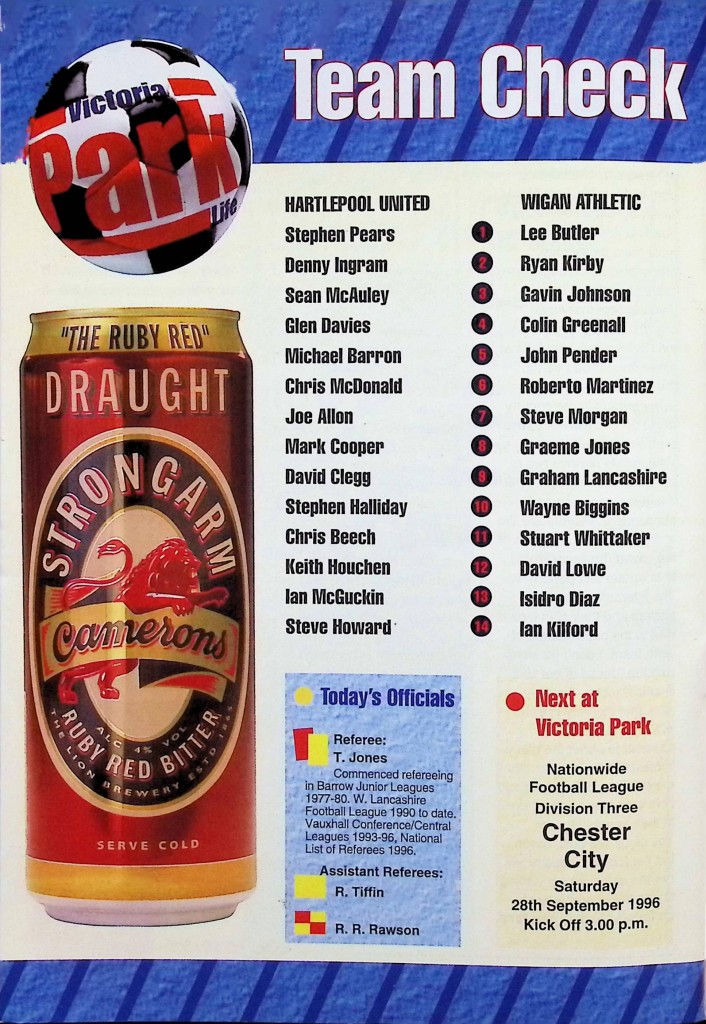 Team Check
Victoria
Park
Life
HARTLEPOOL UNITED
WIGAN ATHLETIC
Stephen Pears 1 Lee Butler
Denny Ingram 2 Ryan Kirby
Sean McAuley 3 Gavin Johnson
Glen Davies 4 Colin Greenall
Michael Barron 5 John Pender
Chris McDonald 6 Roberto Martinez
Joe Allon 7 Steve Morgan
Mark Cooper 8 Graeme Jones
David Clegg 9 Graham Lancashire
Stephen Halliday 10 Wayne Biggins
Chris Beech 11 Stuart Whittaker
Keith Houchen 12 David Lowe
Ian McGuckin 13 Isidro Diaz
Steve Howard 14 Ian Kilford
"THE RUBY RED"
DRAUGHT
STRONGARM
Camerons
ALC 4% VOL
RUBY RED BITTER
THE LION BREWERY ESTD 1865
SERVE COLD
Today's Officials
Referee:
T. Jones
Commenced refereeing
in Barrow Junior Leagues
1977-80. W. Lancashire
Football League 1990 to date.
Vauxhall Conference/Central
Leagues 1993-96, National
List of Referees 1996.
Assistant Referees:
R. Tiffin
R. R. Rawson
Next at
Victoria Park
Nationwide
Football League
Division Three
Chester
City
Saturday
28th September 1996
Kick Off 3.00 p.m.